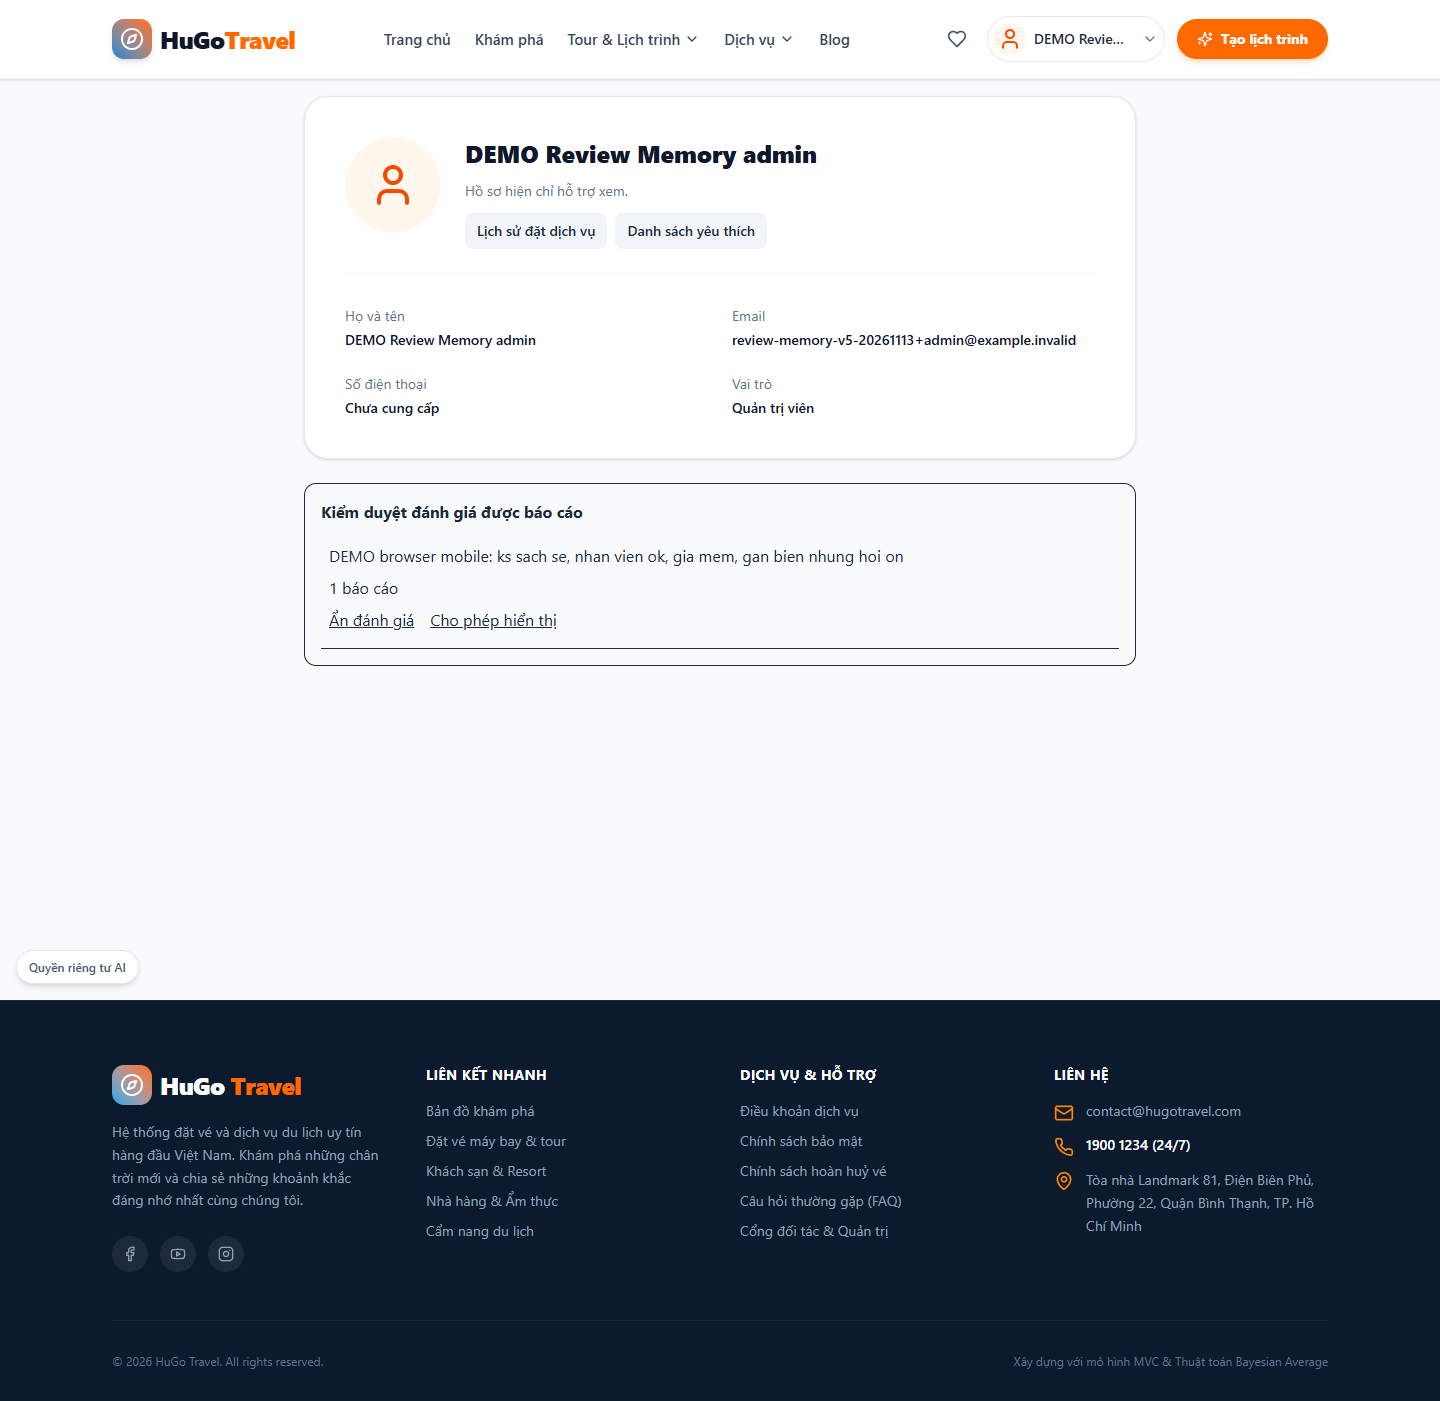 HuGoTravel
Trang chủ
Khám phá
Tour & Lịch trình
Dịch vụ
Blog
DEMO Revie...
Tạo lịch trình
DEMO Review Memory admin
Hồ sơ hiện chỉ hỗ trợ xem.
Lịch sử đặt dịch vụ
Danh sách yêu thích
Họ và tên
DEMO Review Memory admin
Email
review-memory-v5-20261113+admin@example.invalid
Số điện thoại
Chưa cung cấp
Vai trò
Quản trị viên
Kiểm duyệt đánh giá được báo cáo
DEMO browser mobile: ks sach se, nhan vien ok, gia mem, gan bien nhung hoi on
1 báo cáo
Ẩn đánh giá
Cho phép hiển thị
Quyền riêng tư AI
HuGo Travel
Hệ thống đặt vé và dịch vụ du lịch uy tín
hàng đầu Việt Nam. Khám phá những chân
trời mới và chia sẻ những khoảnh khắc
đáng nhớ nhất cùng chúng tôi.
LIÊN KẾT NHANH
Bản đồ khám phá
Đặt vé máy bay & tour
Khách sạn & Resort
Nhà hàng & Ẩm thực
Cẩm nang du lịch
DỊCH VỤ & HỖ TRỢ
Điều khoản dịch vụ
Chính sách bảo mật
Chính sách hoàn huỷ vé
Câu hỏi thường gặp (FAQ)
Cổng đối tác & Quản trị
LIÊN HỆ
contact@hugotravel.com
1900 1234 (24/7)
Tòa nhà Landmark 81, Điện Biên Phủ,
Phường 22, Quận Bình Thạnh, TP. Hồ
Chí Minh
© 2026 HuGo Travel. All rights reserved.
Xây dựng với mô hình MVC & Thuật toán Bayesian Average